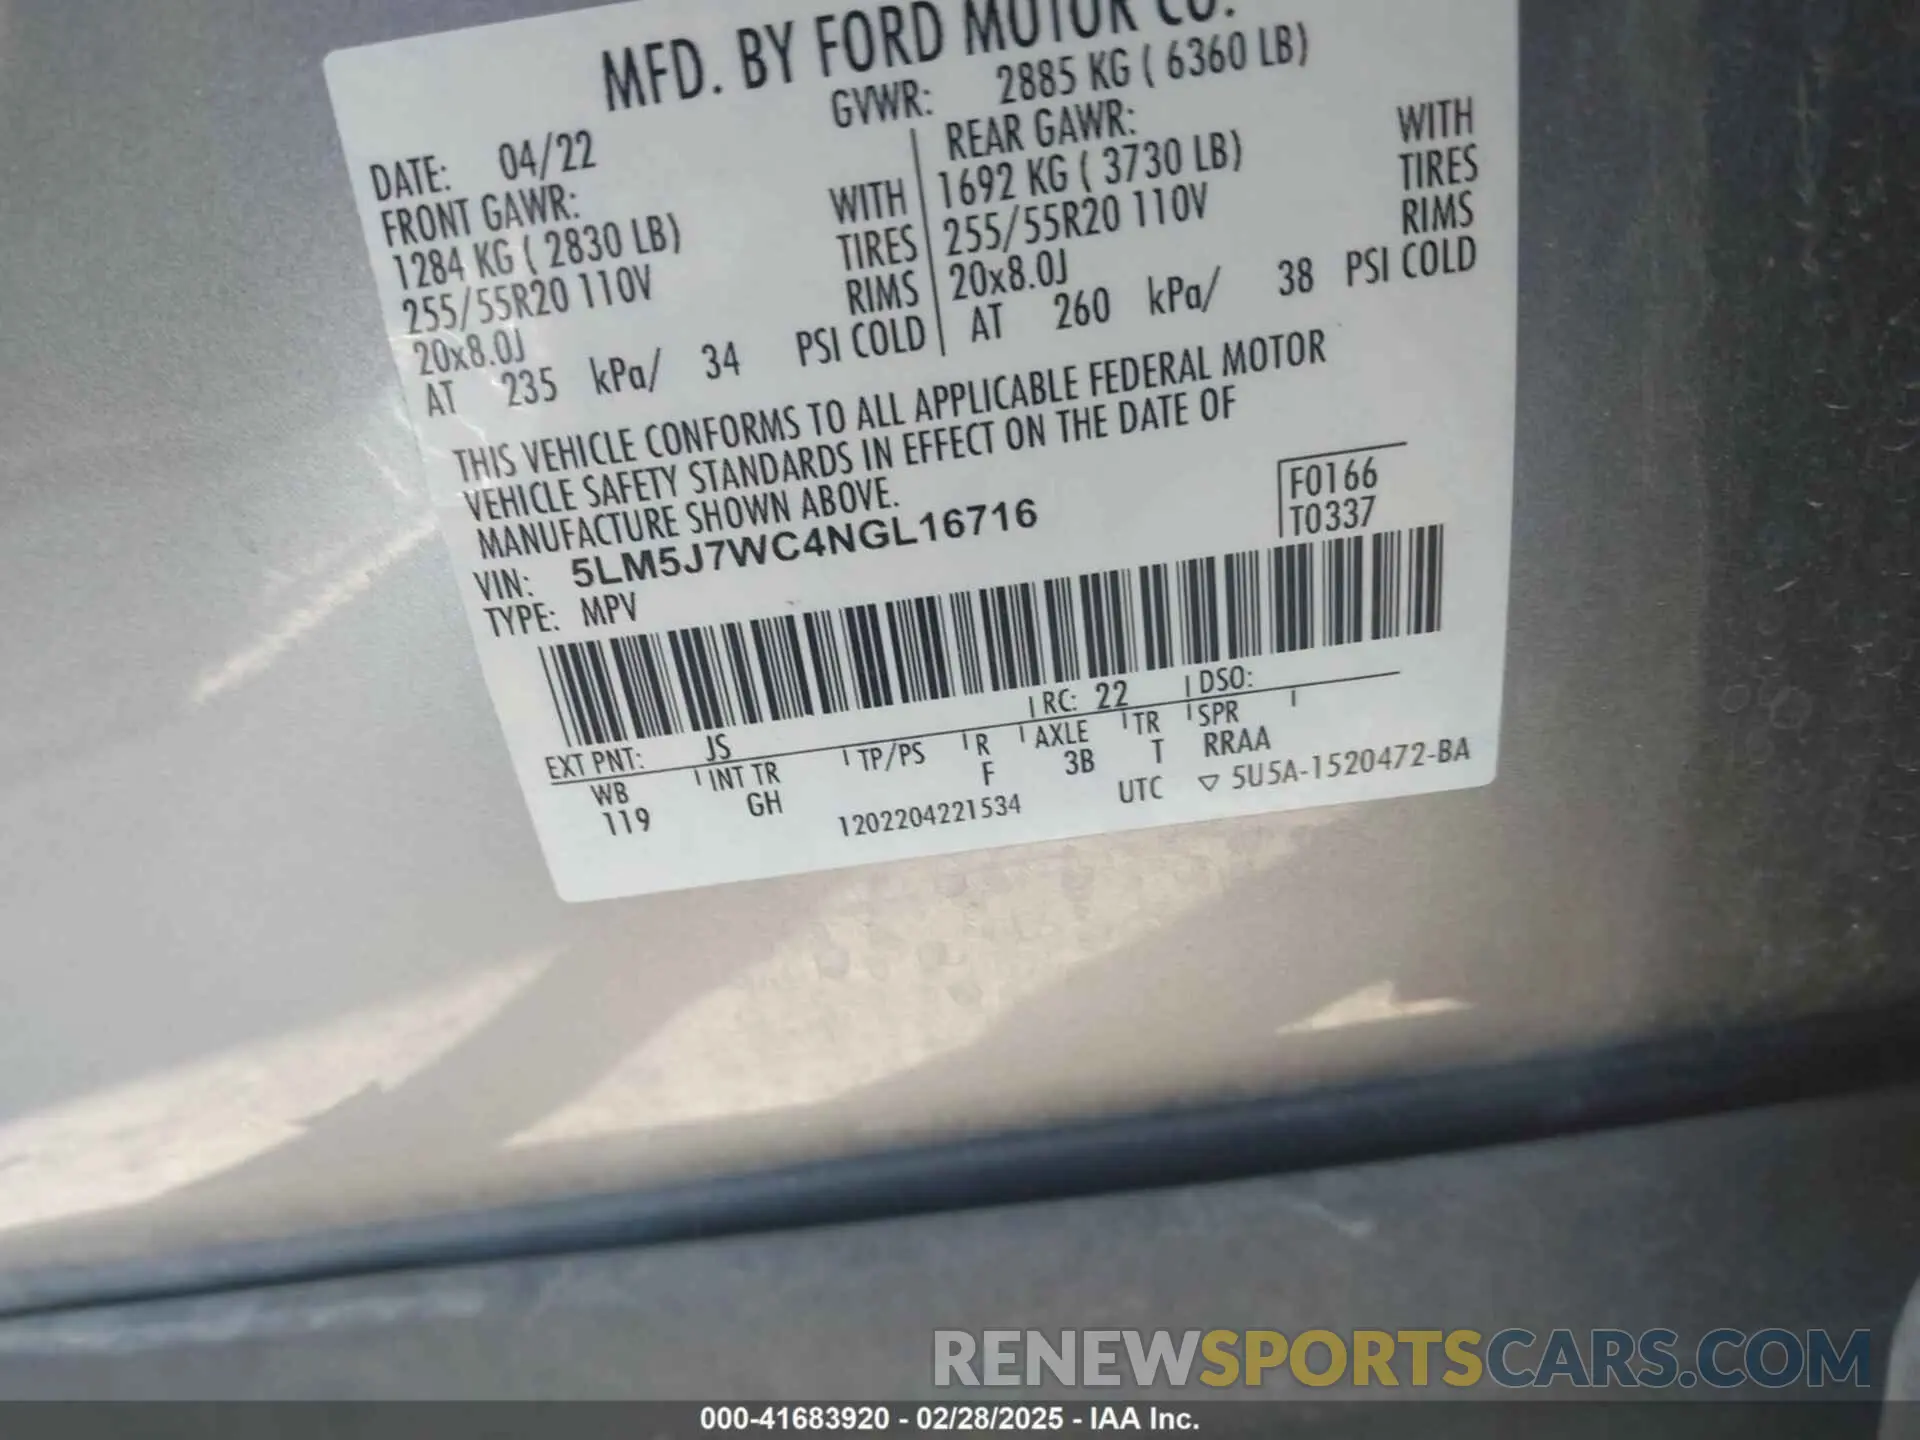 MFD. BY FORD MOTOR CO.
GVWR: 2885 KG ( 6360 LB)
DATE: 04/22
FRONT GAWR:
1284 KG ( 2830 LB) WITH
255/55R20 110V TIRES
20x8.0J RIMS
AT 235 kPa/ 34 PSI COLD
REAR GAWR:
1692 KG ( 3730 LB) WITH
255/55R20 110V TIRES
20x8.0J RIMS
AT 260 kPa/ 38 PSI COLD
THIS VEHICLE CONFORMS TO ALL APPLICABLE FEDERAL MOTOR
VEHICLE SAFETY STANDARDS IN EFFECT ON THE DATE OF
MANUFACTURE SHOWN ABOVE.
VIN: 5LM5J7WC4NGL16716
TYPE: MPV
F0166
T0337
EXT PNT: JS RC: 22 DSO:
WB INT TR TP/PS R AXLE TR SPR
119 GH F 3B T RRAA
1202204221534 UTC ▽ 5U5A-1520472-BA
RENEWSPORTSCARS.COM
000-41683920 - 02/28/2025 - IAA Inc.